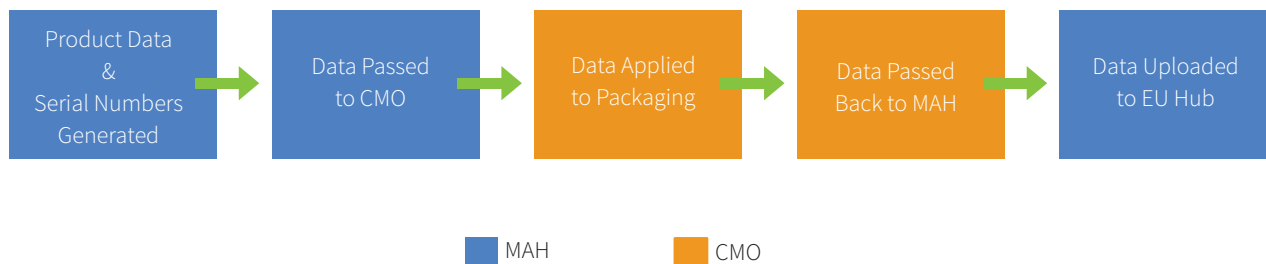 Product Data
&
Serial Numbers
Generated
Data Passed
to CMO
Data Applied
to Packaging
Data Passed
Back to MAH
Data Uploaded
to EU Hub
MAH
CMO